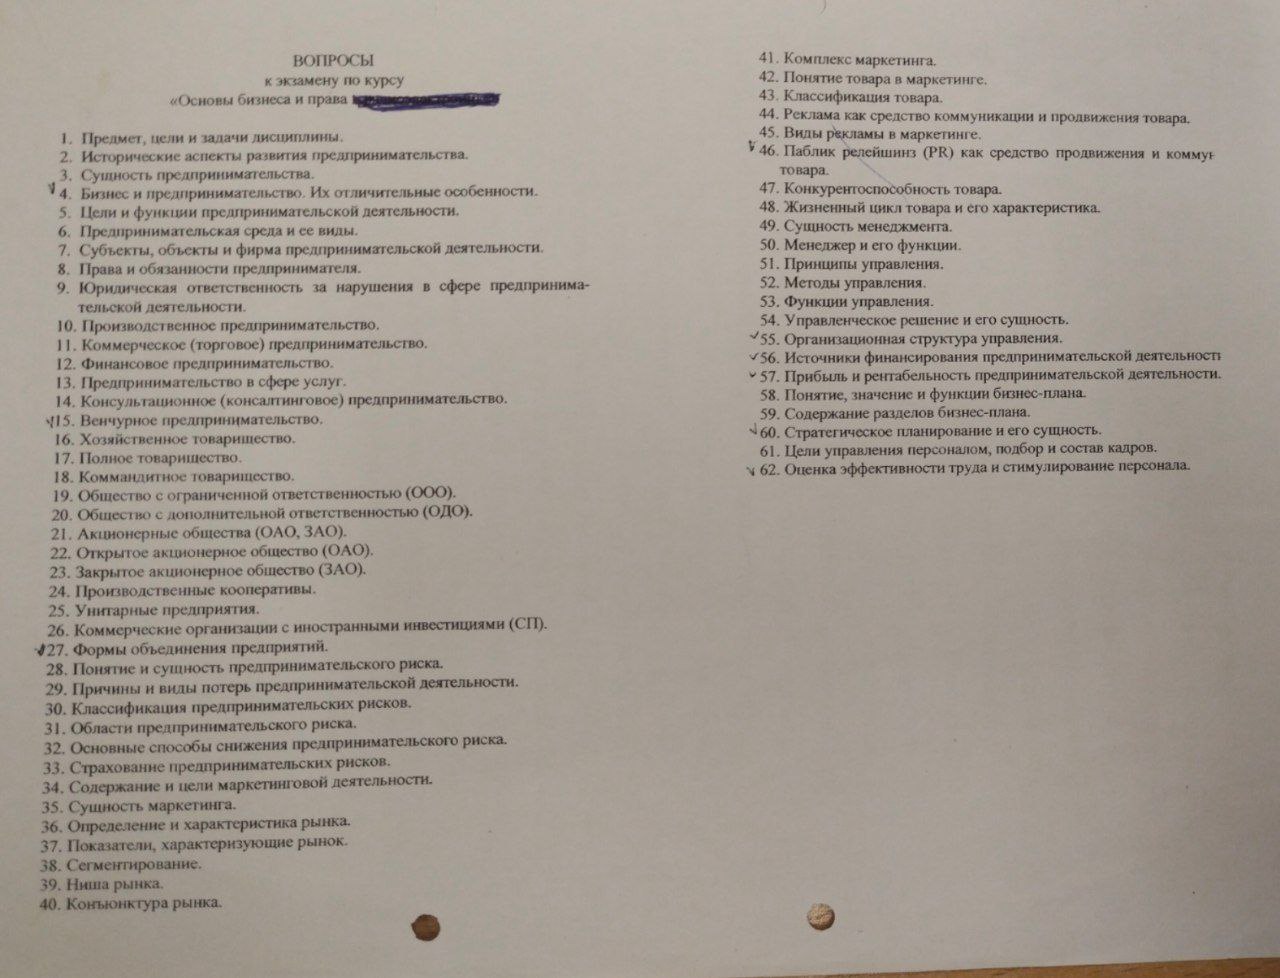 ВОПРОСЫ
к экзамену по курсу
«Основы бизнеса и права
1. Предмет, цели и задачи дисциплины.
2. Исторические аспекты развития предпринимательства.
3. Сущность предпринимательства.
4. Бизнес и предпринимательство. Их отличительные особенности.
5. Цели и функции предпринимательской деятельности.
6. Предпринимательская среда и ее виды.
7. Субъекты, объекты и фирма предпринимательской деятельности.
8. Права и обязанности предпринимателя.
9. Юридическая ответственность за нарушения в сфере предпринима-
тельской деятельности.
10. Производственное предпринимательство.
11. Коммерческое (торговое) предпринимательство.
12. Финансовое предпринимательство.
13. Предпринимательство в сфере услуг.
14. Консультационное (консалтинговое) предпринимательство.
15. Венчурное предпринимательство.
16. Хозяйственное товарищество.
17. Полное товарищество.
18. Коммандитное товарищество.
19. Общество с ограниченной ответственностью (ООО).
20. Общество с дополнительной ответственностью (ОДО).
21. Акционерные общества (ОАО, ЗАО).
22. Открытое акционерное общество (ОАО).
23. Закрытое акционерное общество (ЗАО).
24. Производственные кооперативы.
25. Унитарные предприятия.
26. Коммерческие организации с иностранными инвестициями (СП).
27. Формы объединения предприятий.
28. Понятие и сущность предпринимательского риска.
29. Причины и виды потерь предпринимательской деятельности.
30. Классификация предпринимательских рисков.
31. Области предпринимательского риска.
32. Основные способы снижения предпринимательского риска.
33. Страхование предпринимательских рисков.
34. Содержание и цели маркетинговой деятельности.
35. Сущность маркетинга.
36. Определение и характеристика рынка.
37. Показатели, характеризующие рынок.
38. Сегментирование.
39. Ниша рынка.
40. Конъюнктура рынка.
41. Комплекс маркетинга.
42. Понятие товара в маркетинге.
43. Классификация товара.
44. Реклама как средство коммуникации и продвижения товара.
45. Виды рекламы в маркетинге.
46. Паблик релейшинз (PR) как средство продвижения и
товара.
47. Конкурентоспособность товара.
48. Жизненный цикл товара и его характеристика.
49. Сущность менеджмента.
50. Менеджер и его функции.
51. Принципы управления.
52. Методы управления.
53. Функции управления.
54. Управленческое решение и его сущность.
55. Организационная структура управления.
56. Источники финансирования предпринимательской деятельност
57. Прибыль и рентабельность предпринимательской деятельности.
58. Понятие, значение и функции бизнес-плана.
59. Содержание разделов бизнес-плана.
60. Стратегическое планирование и его сущность.
61. Цели управления персоналом, подбор и состав кадров.
62. Оценка эффективности труда и стимулирование персонала.